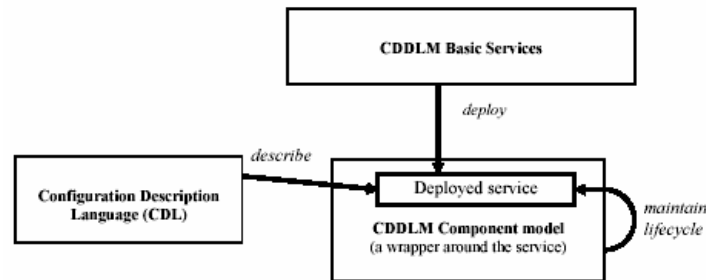 CDDLM Basic Services
deploy
describe
Configuration Description
Language (CDL)
Deployed service
CDDLM Component model
(a wrapper around the service)
maintain
lifecycle